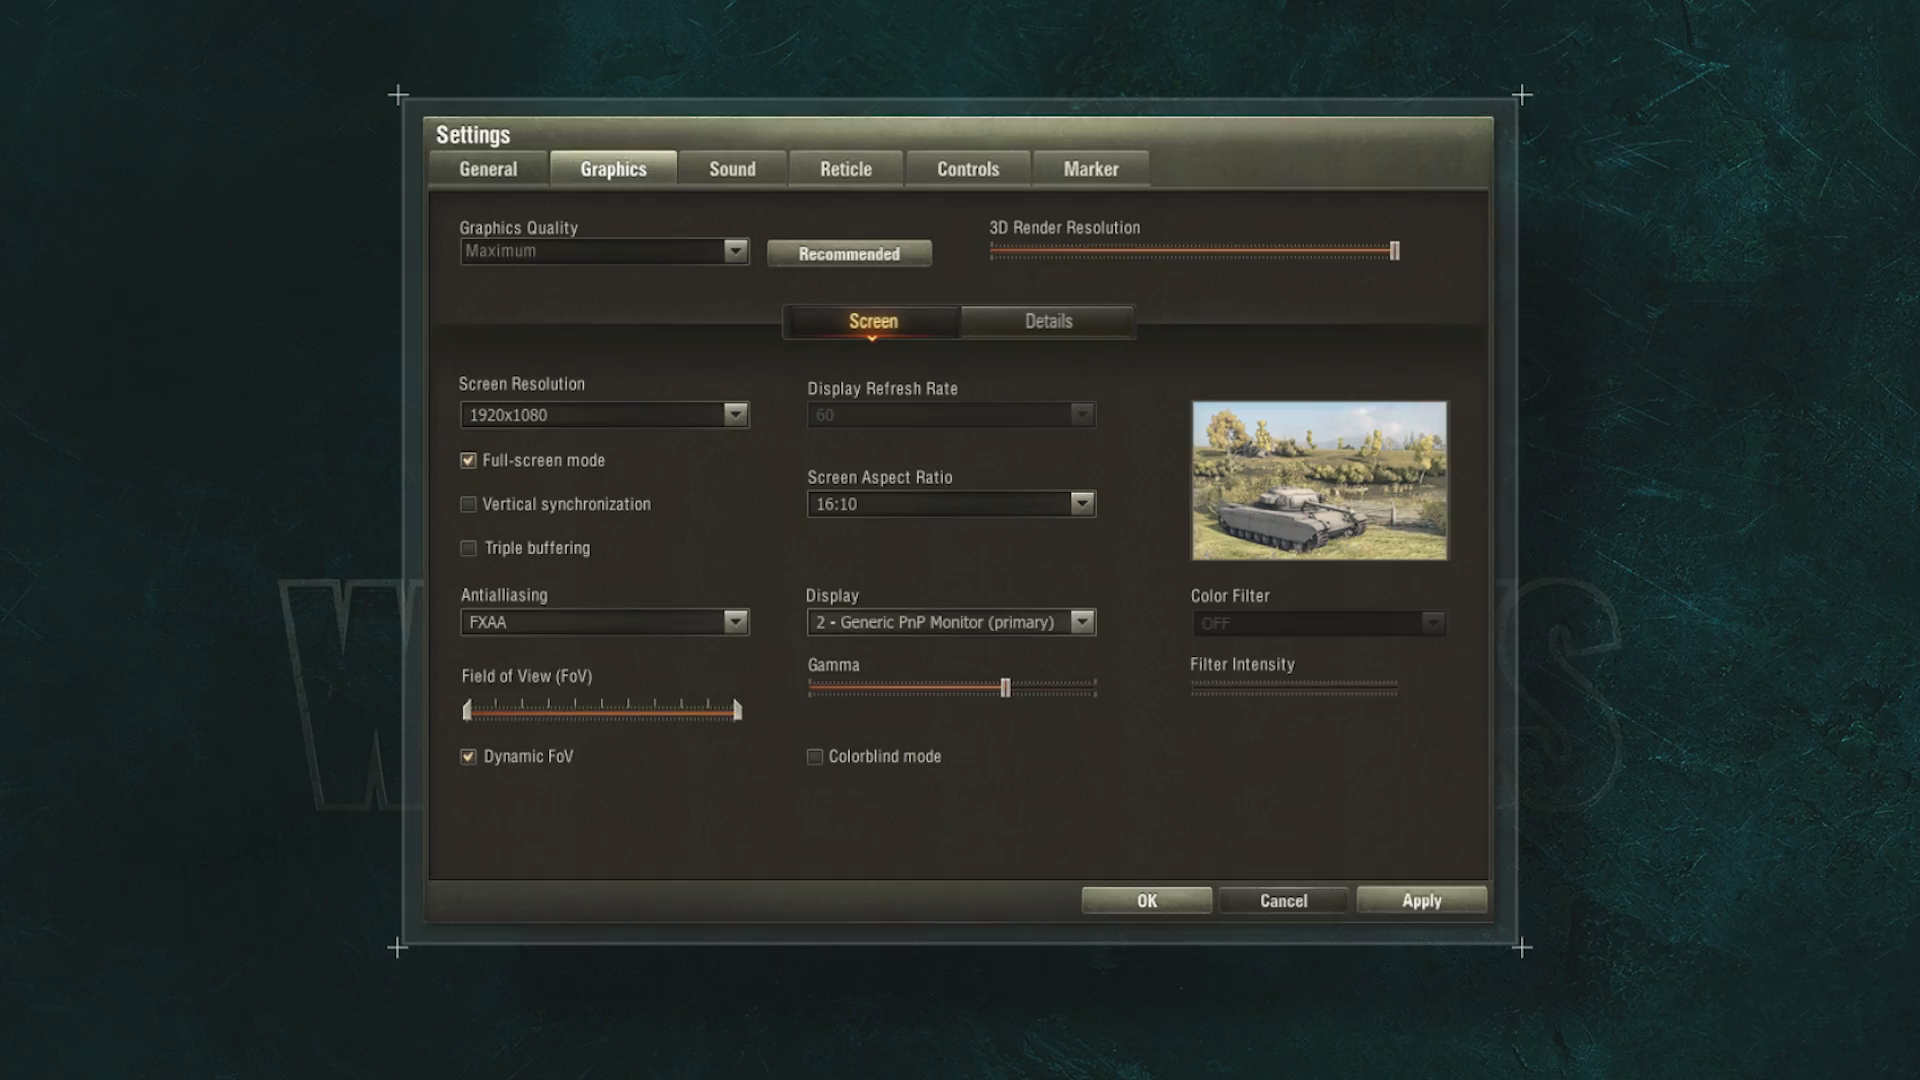 Settings
General
Graphics
Sound
Reticle
Controls
Marker
Graphics Quality
Maximum
Recommended
3D Render Resolution
Screen
Details
Screen Resolution
1920x1080
Display Refresh Rate
60
Full-screen mode
Screen Aspect Ratio
16:10
Vertical synchronization
Triple buffering
Antialliasing
FXAA
Display
2 - Generic PnP Monitor (primary)
Color Filter
OFF
Field of View (FoV)
Gamma
Filter Intensity
Dynamic FoV
Colorblind mode
OK
Cancel
Apply